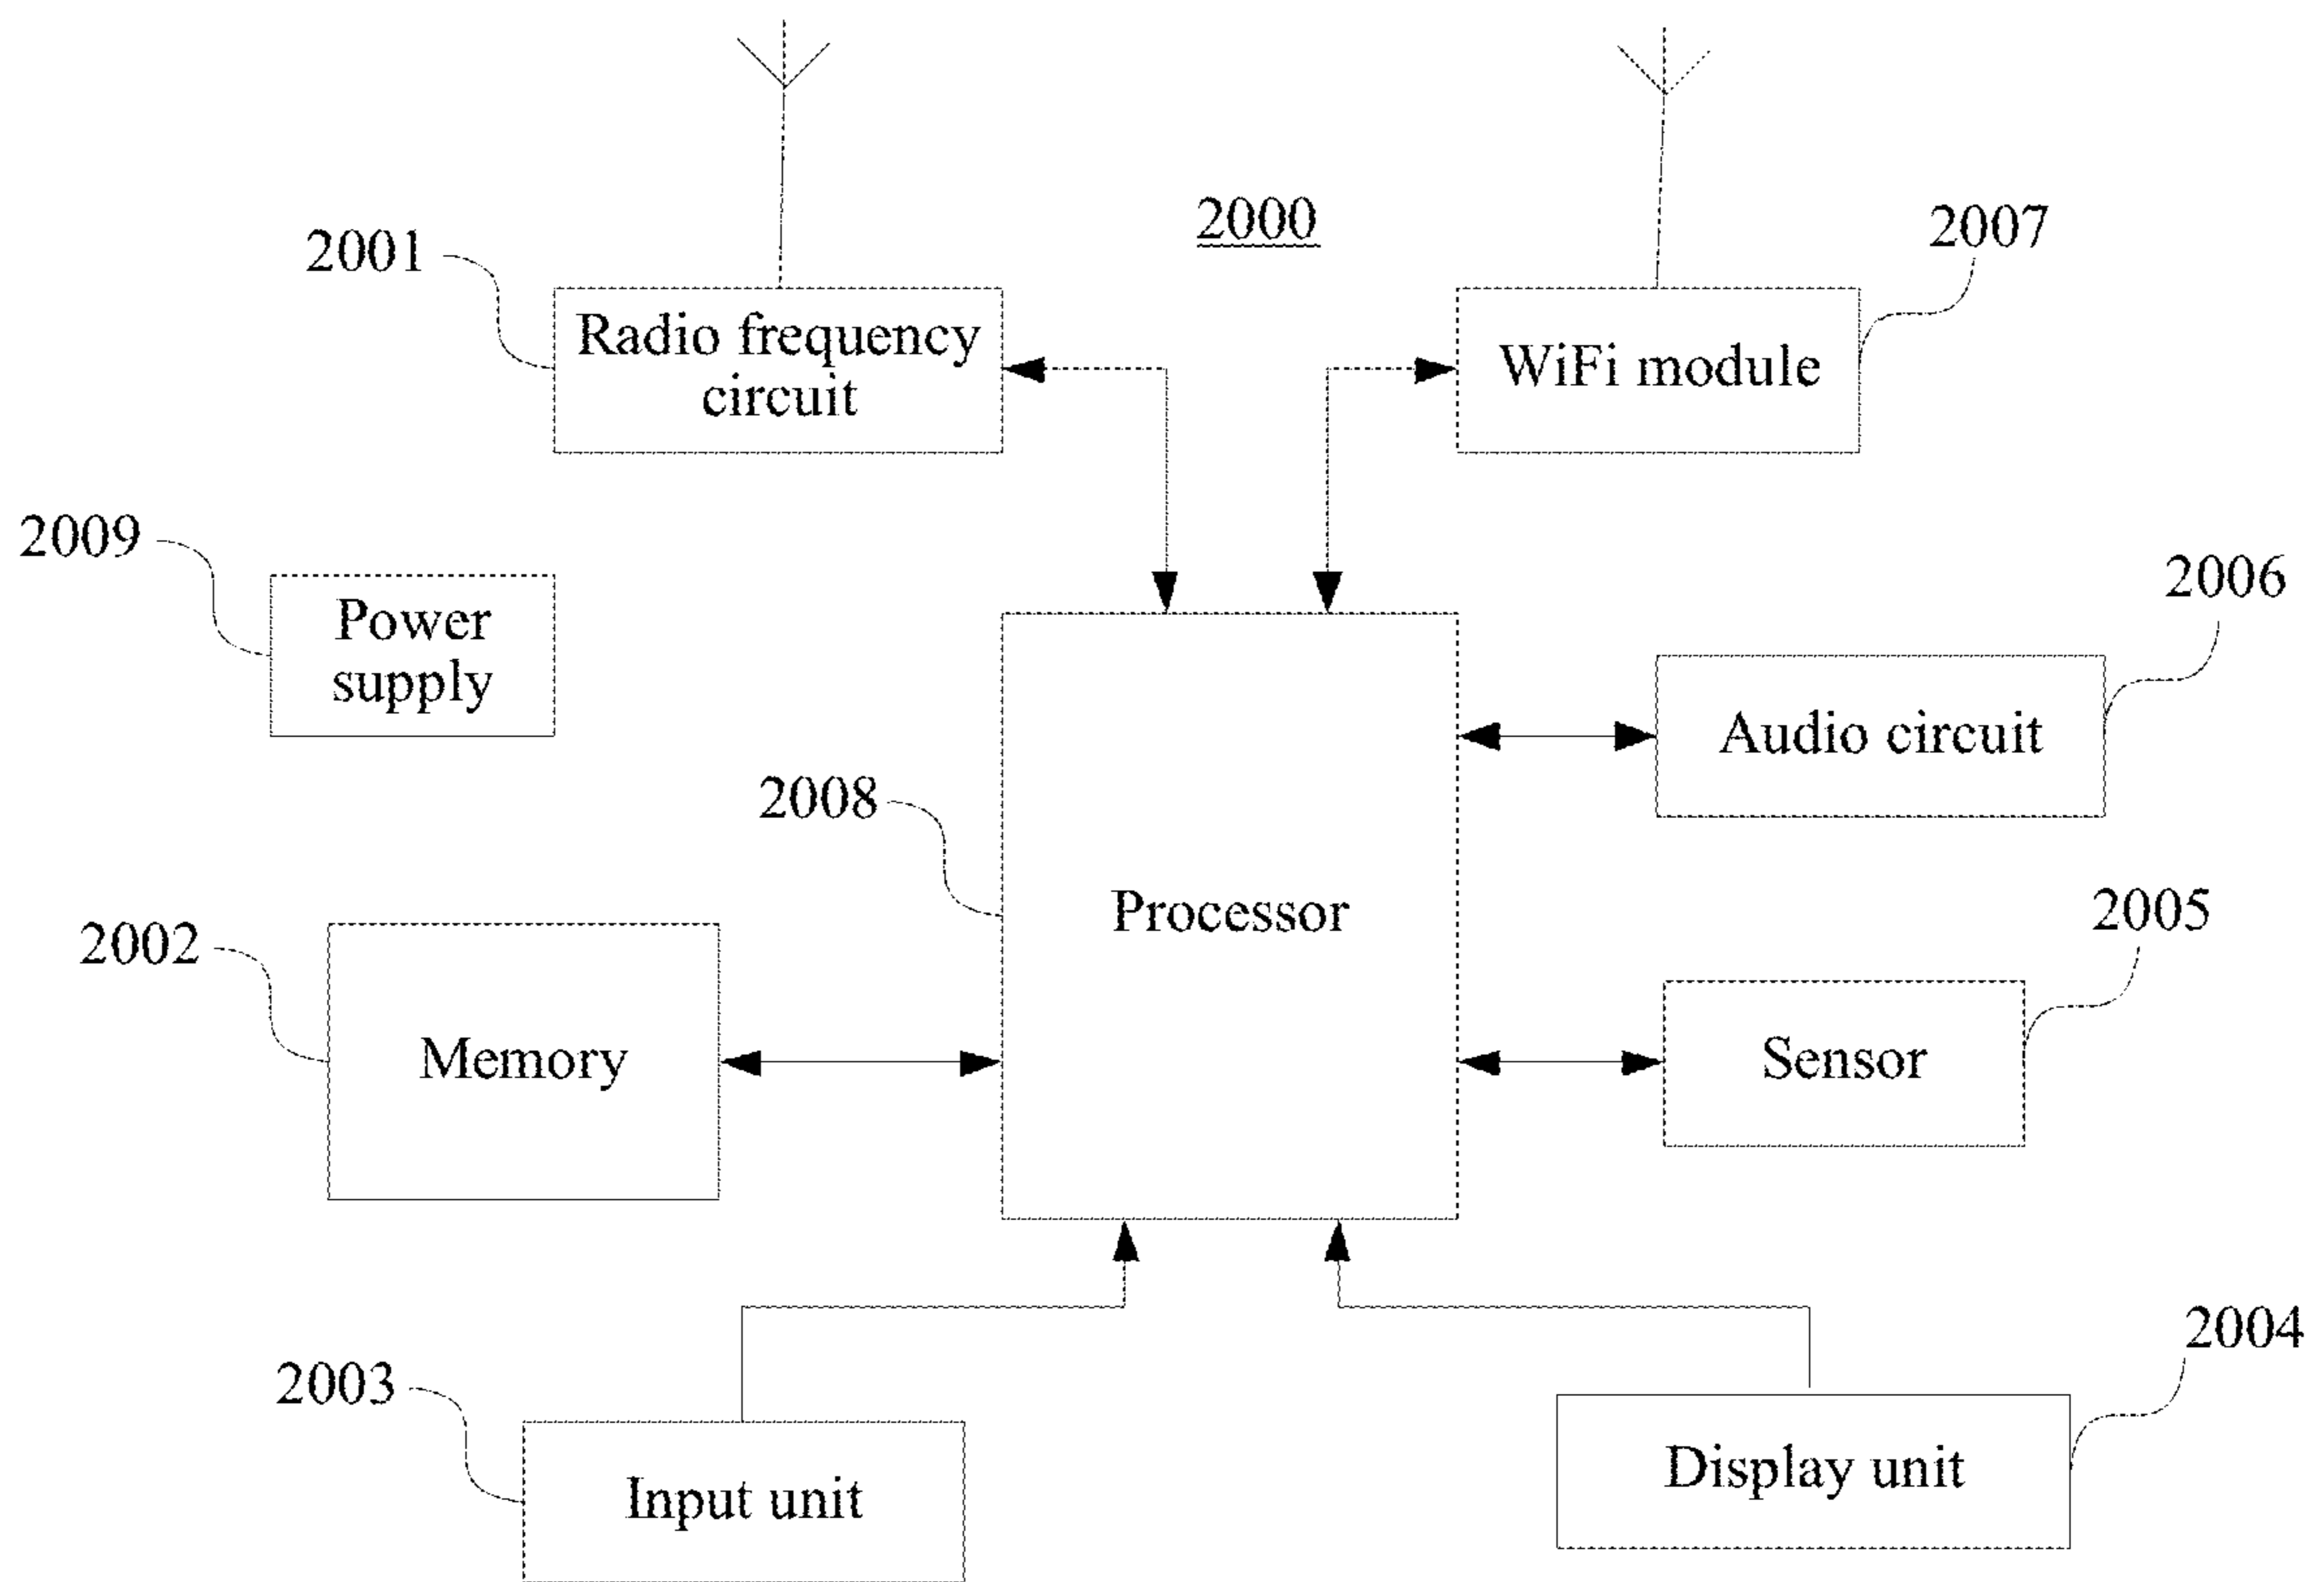 2000
2001
2007
Radio frequency
circuit
WiFi module
2009
Power
supply
2006
Audio circuit
2008
Processor
2002
Memory
2005
Sensor
2003
Input unit
2004
Display unit